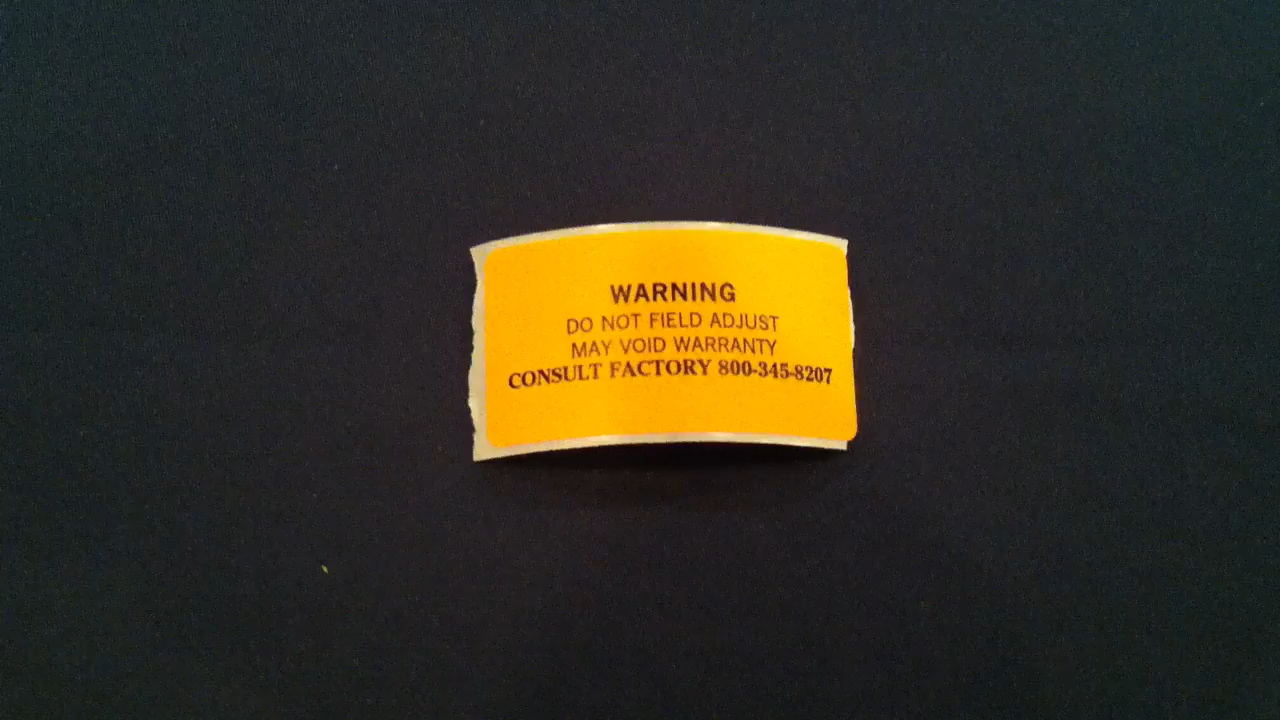 WARNING
DO NOT FIELD ADJUST
MAY VOID WARRANTY
CONSULT FACTORY 800-345-8207